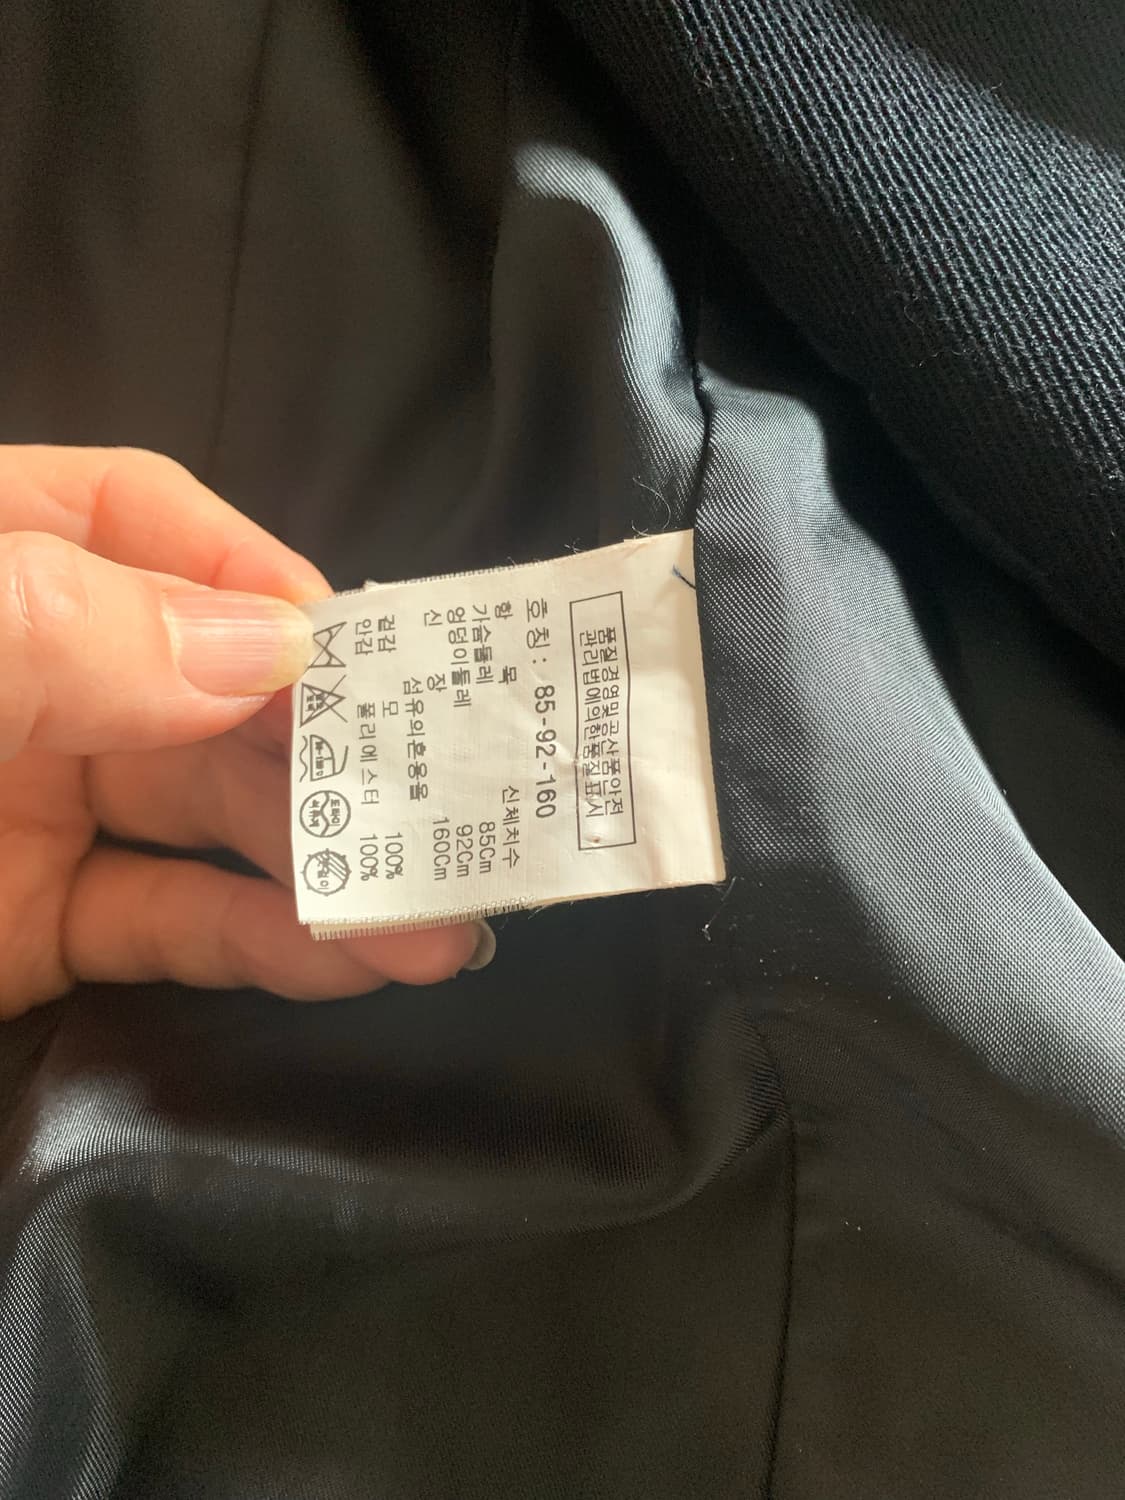 품질경영및공산품안전
관리법에의한품질표시
호칭: 85-92-160
항 목 신체치수
가슴둘레 85Cm
엉덩이둘레 92Cm
신 장 160Cm
섬유의혼용율
겉감 모 100%
안감 폴리에스터 100%